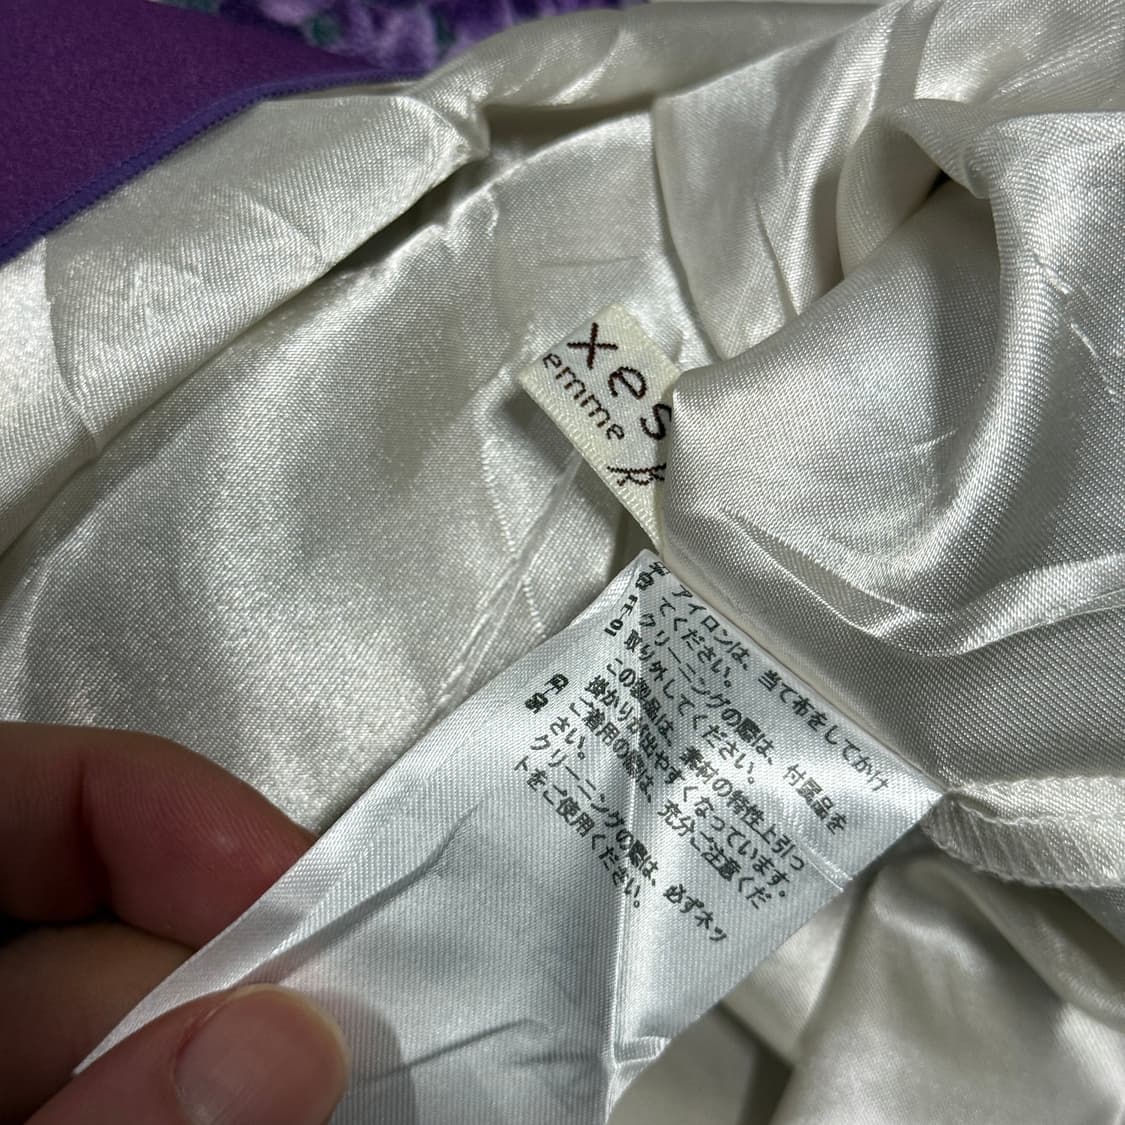 xes
emme
アイロンは、当て布をしてかけ
てください。
クリーニングの際は、付属品を
取り外してください。
この製品は、素材の特性上引っ
掛かりが出やすくなっています。
ご着用の際は、充分ご注意くだ
さい。
クリーニングの際は、必ずネッ
トをご使用ください。